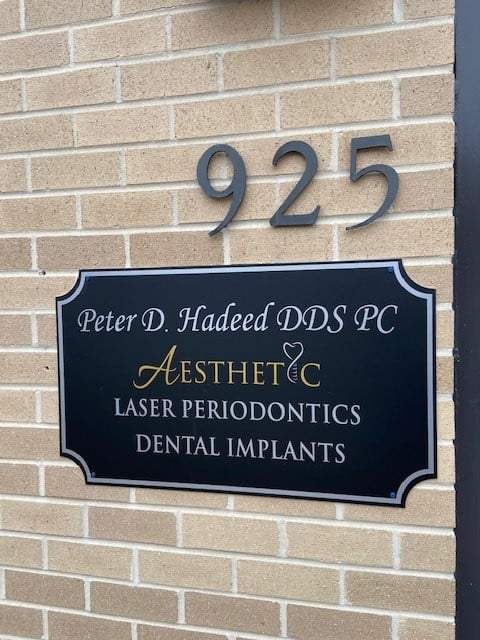 925
Peter D. Hadeed DDS PC
AESTHETIC
LASER PERIODONTICS
DENTAL IMPLANTS